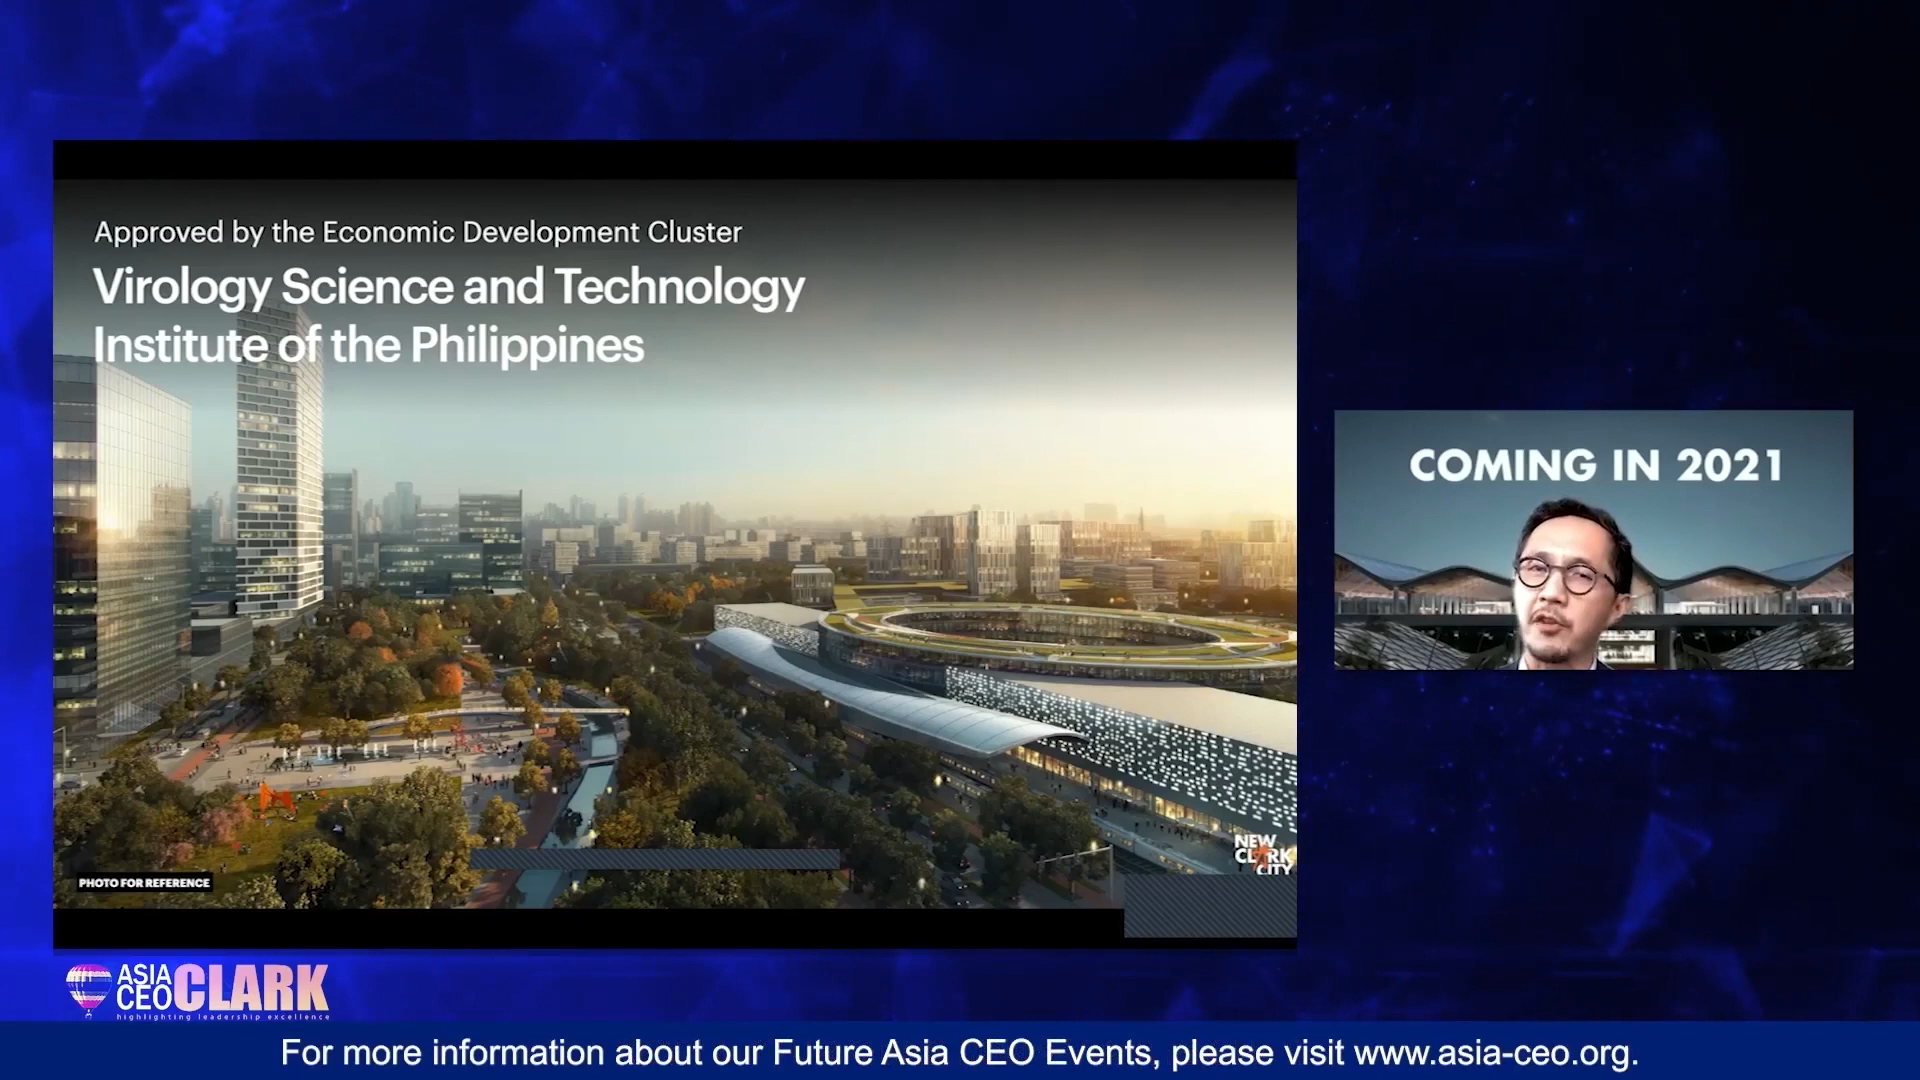 Approved by the Economic Development Cluster
Virology Science and Technology
Institute of the Philippines
COMING IN 2021
NEW
CLARK
CITY
PHOTO FOR REFERENCE
ASIA
CEO CLARK
highlighting leadership excellence
For more information about our Future Asia CEO Events, please visit www.asia-ceo.org.